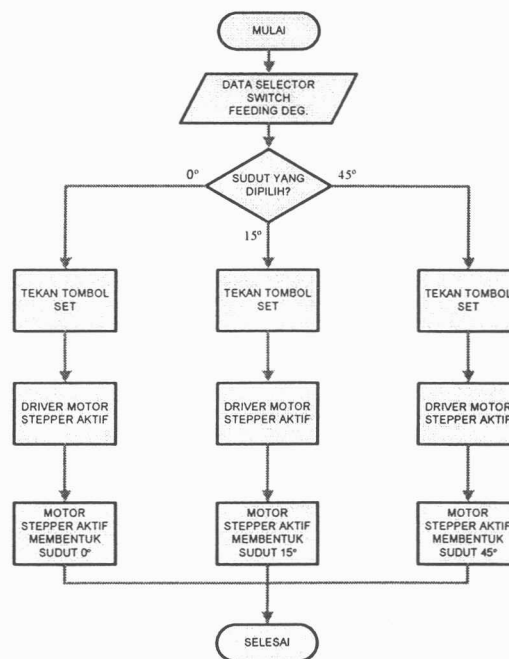 MULAI
DATA SELECTOR
SWITCH
FEEDING DEG.
SUDUT YANG
DIPILIH?
0°
45°
15°
TEKAN TOMBOL
SET
TEKAN TOMBOL
SET
TEKAN TOMBOL
SET
DRIVER MOTOR
STEPPER AKTIF
DRIVER MOTOR
STEPPER AKTIF
DRIVER MOTOR
STEPPER AKTIF
MOTOR
STEPPER AKTIF
MEMBENTUK
SUDUT 0°
MOTOR
STEPPER AKTIF
MEMBENTUK
SUDUT 15°
MOTOR
STEPPER AKTIF
MEMBENTUK
SUDUT 45°
SELESAI